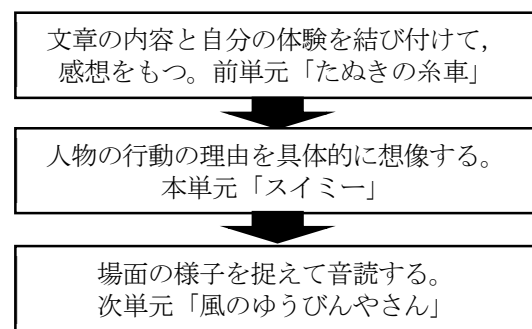 文章の内容と自分の体験を結び付けて，
感想をもつ。前単元「たぬきの糸車」
人物の行動の理由を具体的に想像する。
本単元「スイミー」
場面の様子を捉えて音読する。
次単元「風のゆうびんやさん」